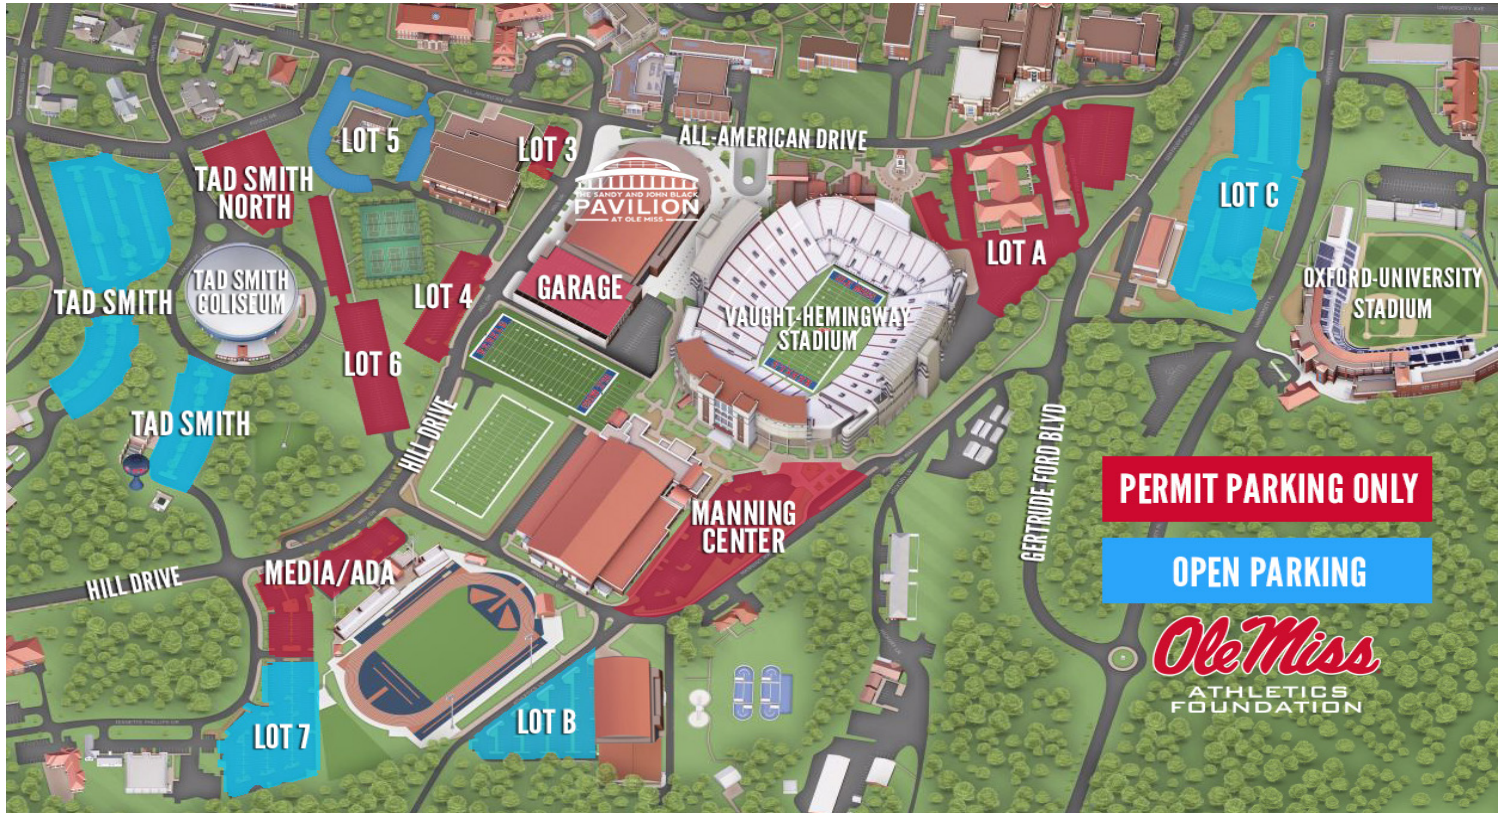 LOT 5
LOT 3
ALL-AMERICAN DRIVE
TAD SMITH
NORTH
THE SANDY AND JOHN BLACK
PAVILION
AT OLE MISS
LOT C
LOT A
TAD SMITH
COLISEUM
TAD SMITH
LOT 4
GARAGE
VAUGHT-HEMINGWAY
STADIUM
OXFORD-UNIVERSITY
STADIUM
LOT 6
TAD SMITH
HILL DRIVE
GERTRUDE FORD BLVD
PERMIT PARKING ONLY
MANNING
CENTER
OPEN PARKING
HILL DRIVE
MEDIA/ADA
Ole Miss
ATHLETICS
FOUNDATION
LOT 7
LOT B